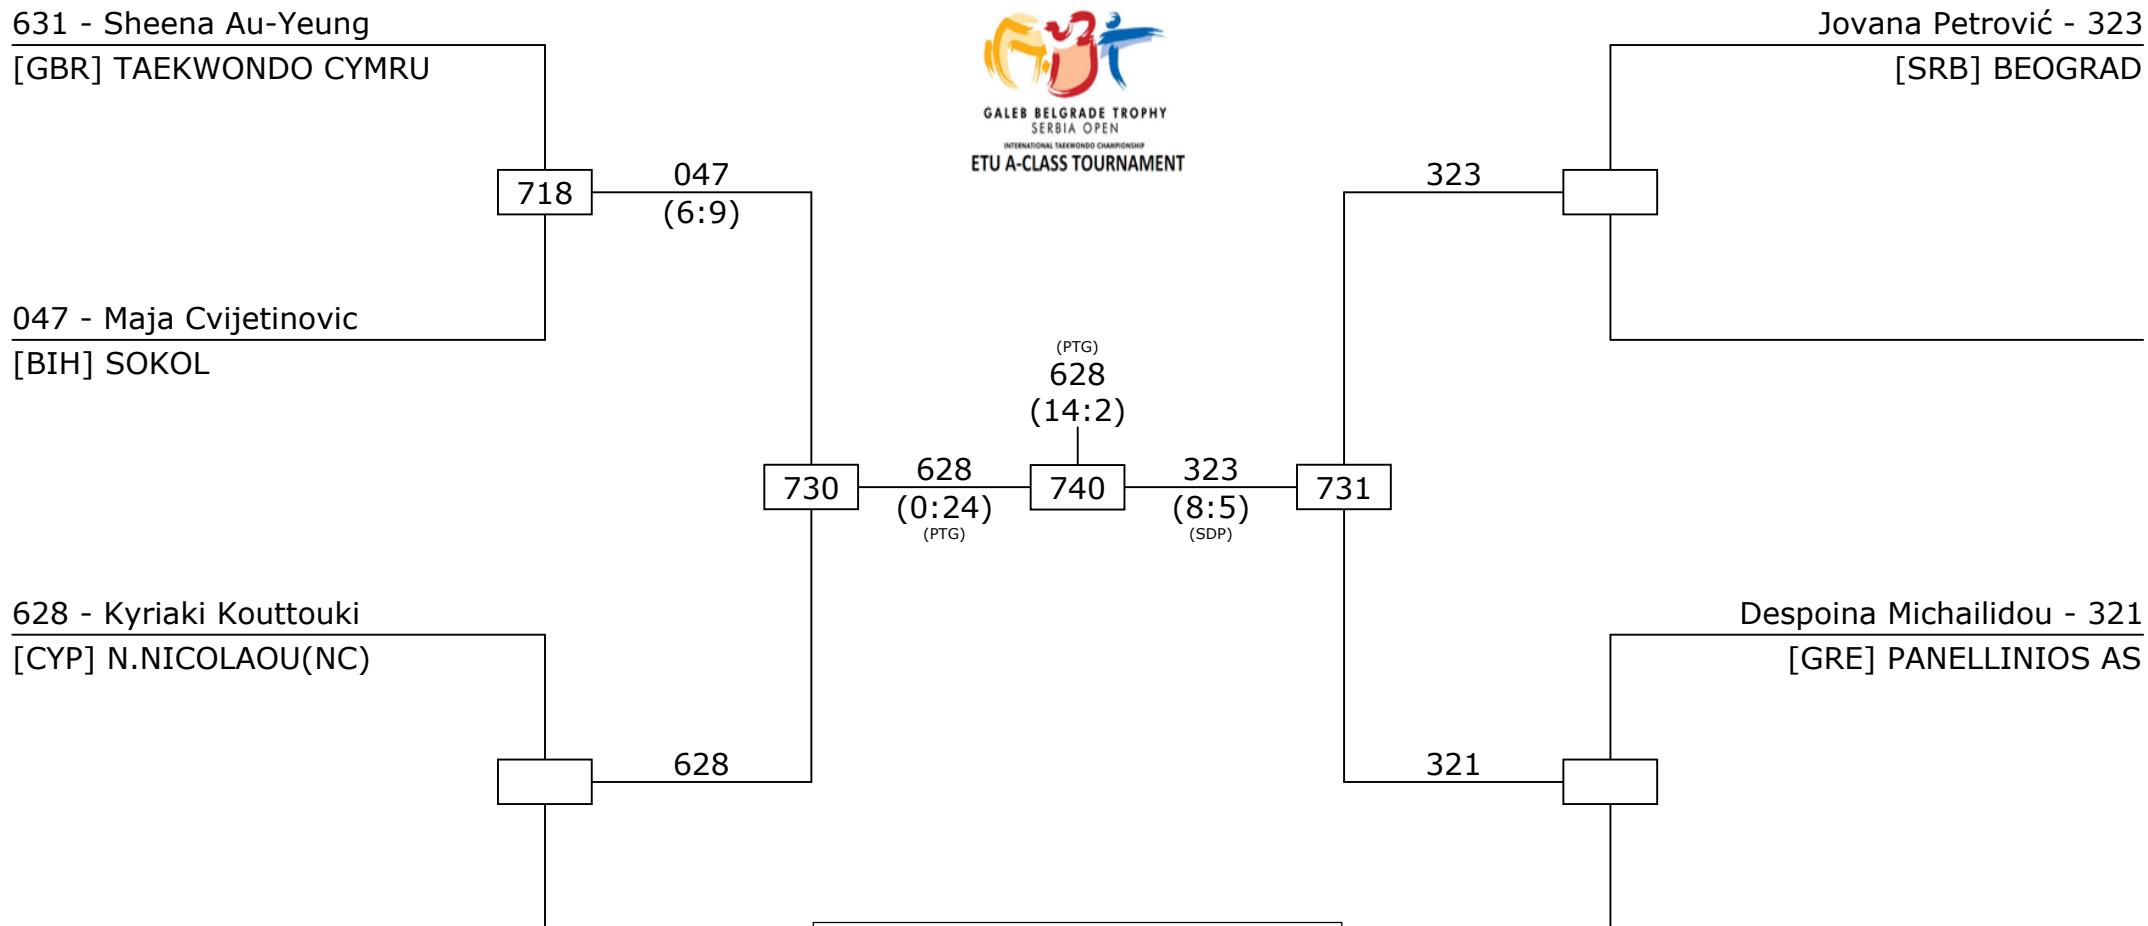 631 - Sheena Au-Yeung
[GBR] TAEKWONDO CYMRU
GALEB BELGRADE TROPHY
SERBIA OPEN
INTERNATIONAL TAEKWONDO CHAMPIONSHIP
ETU A-CLASS TOURNAMENT
Jovana Petrović - 323
[SRB] BEOGRAD
718
047
(6:9)
323
047 - Maja Cvijetinovic
[BIH] SOKOL
(PTG)
628
(14:2)
730
628
(0:24)
(PTG)
740
323
(8:5)
(SDP)
731
628 - Kyriaki Kouttouki
[CYP] N.NICOLAOU(NC)
Despoina Michailidou - 321
[GRE] PANELLINIOS AS
628
321